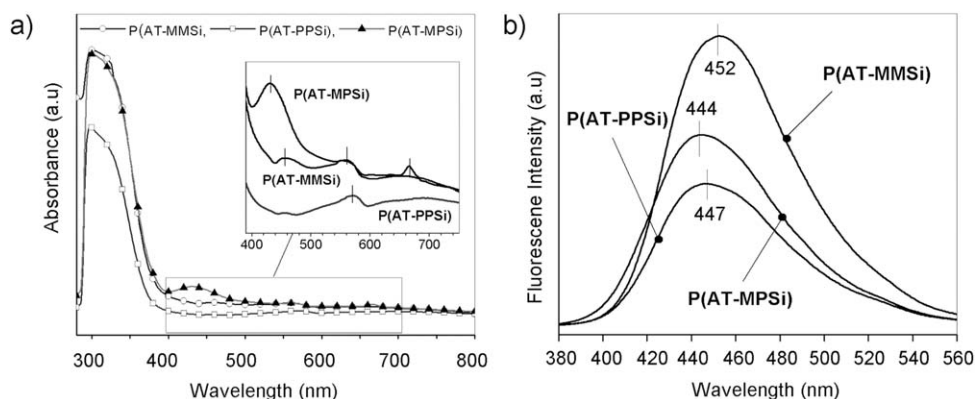 a)
P(AT-MMSi), P(AT-PPSi), P(AT-MPSi)
Absorbance (a.u)
P(AT-MPSi)
P(AT-MMSi)
P(AT-PPSi)
400 500 600 700
300 400 500 600 700 800
Wavelength (nm)
b)
Fluorescene Intensity (a.u)
452
P(AT-MMSi)
P(AT-PPSi)
444
447
P(AT-MPSi)
380 400 420 440 460 480 500 520 540 560
Wavelength (nm)